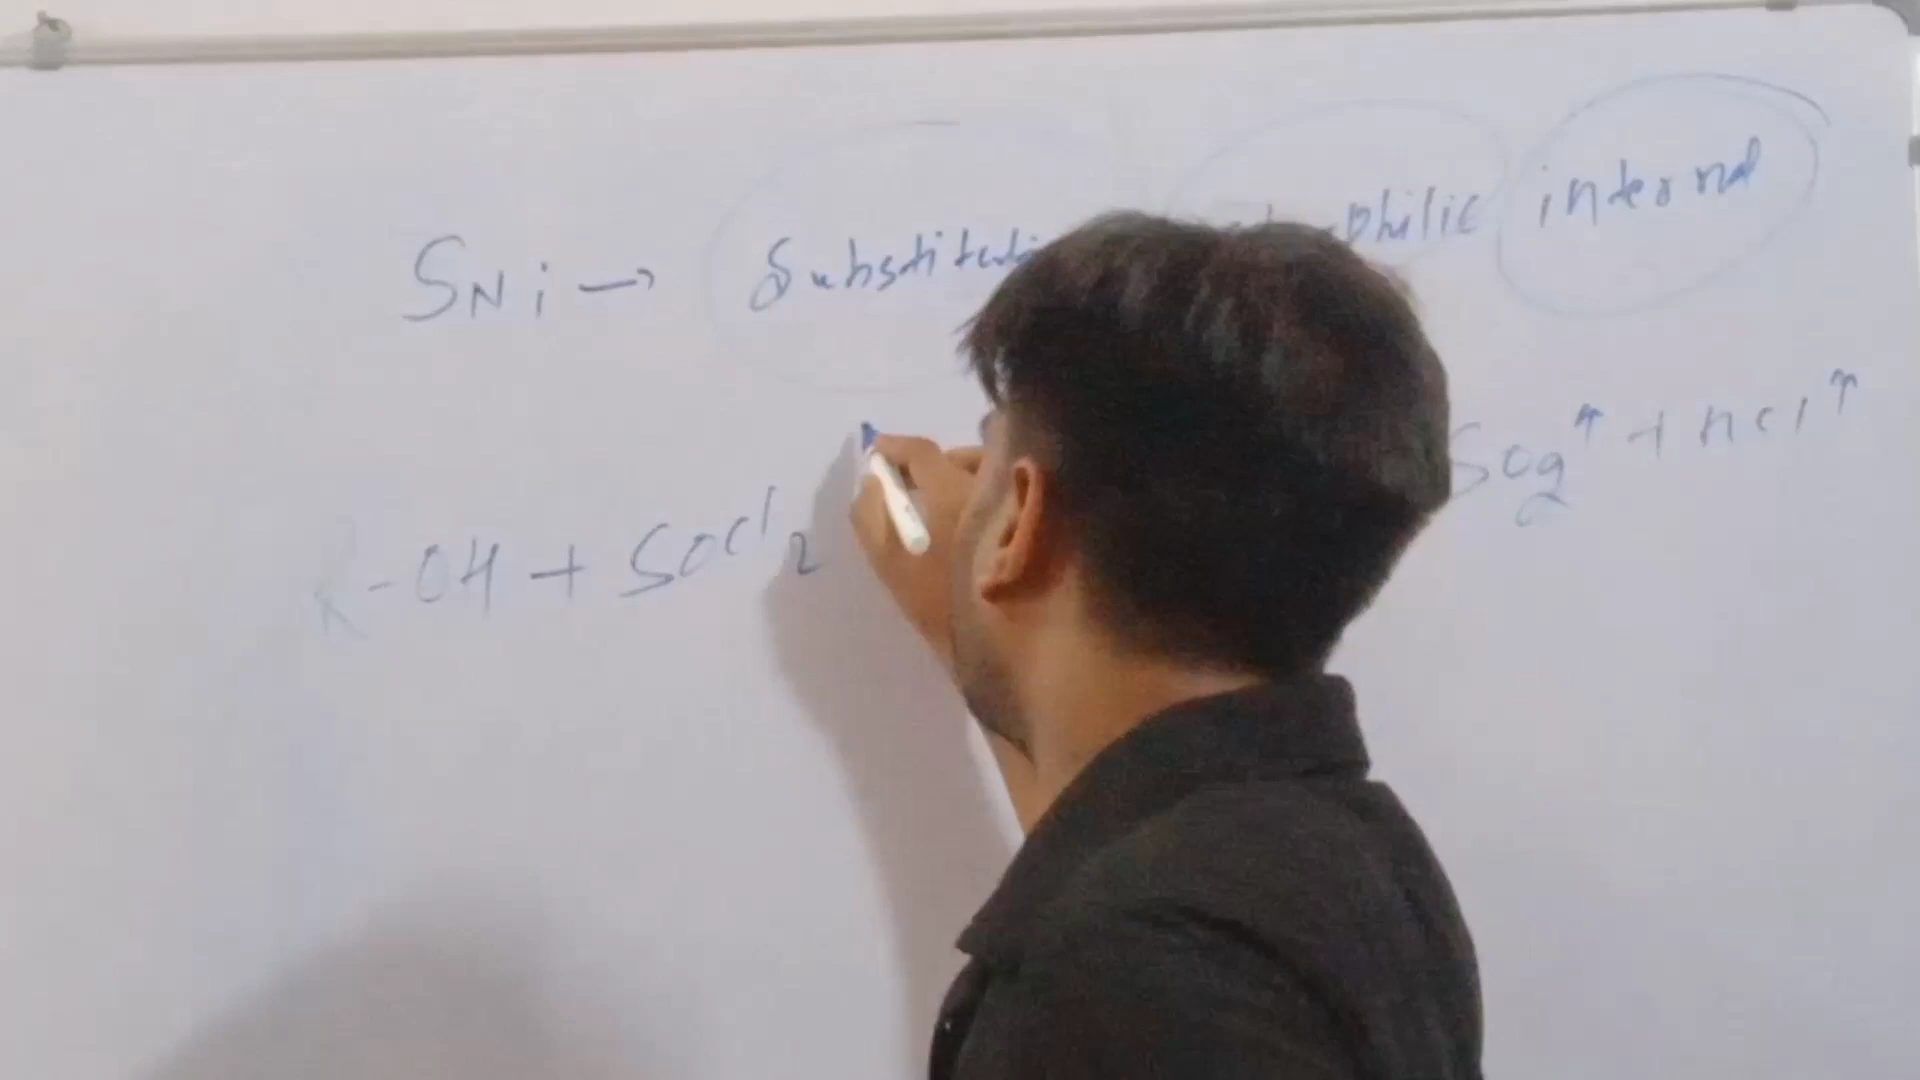 SNi → Substituti philic internal
R-OH + SOCl2 SO2↑ + HCl↑